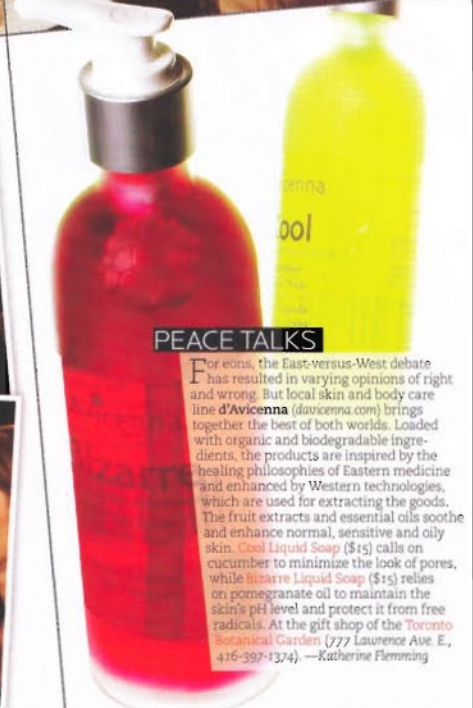 cenna
ool
PEACE TALKS
For eons, the East-versus-West debate
has resulted in varying opinions of right
and wrong. But local skin and body care
line d'Avicenna (davicenna.com) brings
together the best of both worlds. Loaded
with organic and biodegradable ingre-
dients, the products are inspired by the
healing philosophies of Eastern medicine
and enhanced by Western technologies,
which are used for extracting the goods.
The fruit extracts and essential oils soothe
and enhance normal, sensitive and oily
skin. Cool Liquid Soap ($15) calls on
cucumber to minimize the look of pores,
while Bizarre Liquid Soap ($15) relies
on pomegranate oil to maintain the
skin's pH level and protect it from free
radicals. At the gift shop of the Toronto
Botanical Garden (777 Lawrence Ave. E.,
416-397-1374). —Katherine Flemming
Bizarre